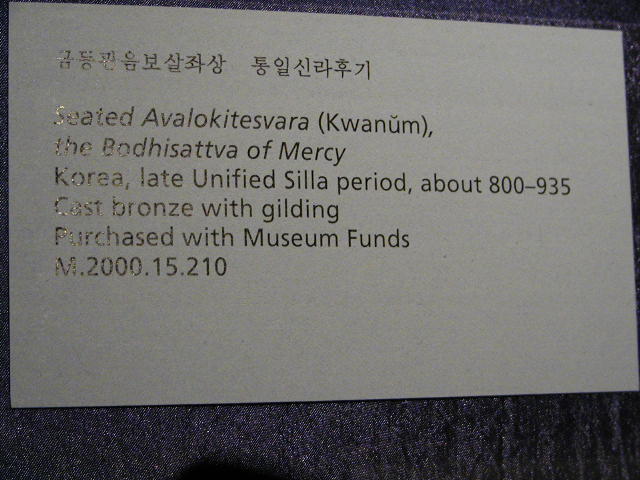 금동관음보살좌상 통일신라후기
Seated Avalokitesvara (Kwanŭm),
the Bodhisattva of Mercy
Korea, late Unified Silla period, about 800–935
Cast bronze with gilding
Purchased with Museum Funds
M.2000.15.210